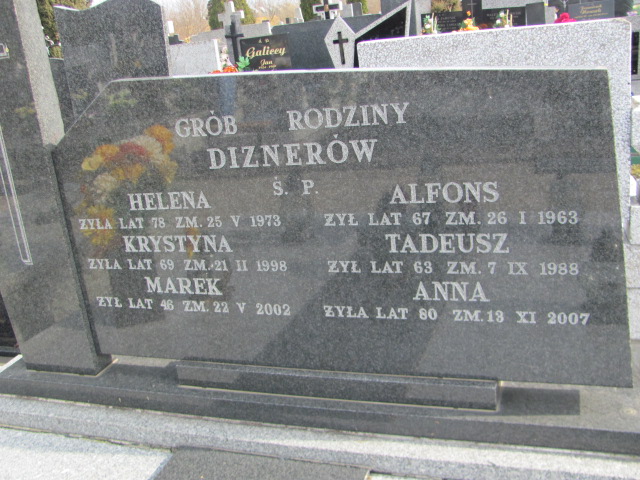 Galiccy
Jan
GRÓB RODZINY
DIZNERÓW
Ś. P.
HELENA
ŻYŁA LAT 78 ZM. 25 V 1973
KRYSTYNA
ŻYŁA LAT 69 ZM. 21 II 1998
MAREK
ŻYŁ LAT 46 ZM. 22 V 2002
ALFONS
ŻYŁ LAT 67 ZM. 26 I 1963
TADEUSZ
ŻYŁ LAT 63 ZM. 7 IX 1988
ANNA
ŻYŁA LAT 80 ZM. 13 XI 2007